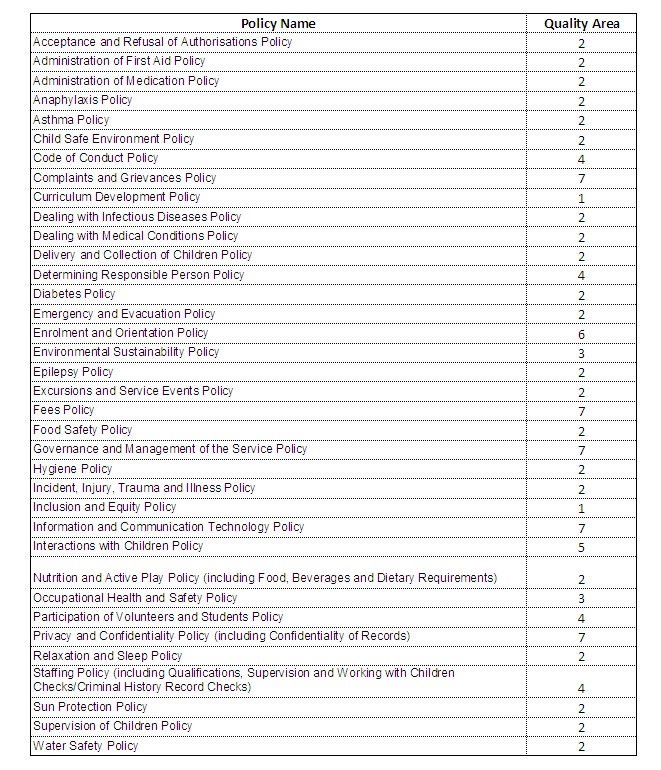 Policy Name Quality Area
Acceptance and Refusal of Authorisations Policy 2
Administration of First Aid Policy 2
Administration of Medication Policy 2
Anaphylaxis Policy 2
Asthma Policy 2
Child Safe Environment Policy 2
Code of Conduct Policy 4
Complaints and Grievances Policy 7
Curriculum Development Policy 1
Dealing with Infectious Diseases Policy 2
Dealing with Medical Conditions Policy 2
Delivery and Collection of Children Policy 2
Determining Responsible Person Policy 4
Diabetes Policy 2
Emergency and Evacuation Policy 2
Enrolment and Orientation Policy 6
Environmental Sustainability Policy 3
Epilepsy Policy 2
Excursions and Service Events Policy 2
Fees Policy 7
Food Safety Policy 2
Governance and Management of the Service Policy 7
Hygiene Policy 2
Incident, Injury, Trauma and Illness Policy 2
Inclusion and Equity Policy 1
Information and Communication Technology Policy 7
Interactions with Children Policy 5
Nutrition and Active Play Policy (including Food, Beverages and Dietary Requirements) 2
Occupational Health and Safety Policy 3
Participation of Volunteers and Students Policy 4
Privacy and Confidentiality Policy (including Confidentiality of Records) 7
Relaxation and Sleep Policy 2
Staffing Policy (including Qualifications, Supervision and Working with Children
Checks/Criminal History Record Checks) 4
Sun Protection Policy 2
Supervision of Children Policy 2
Water Safety Policy 2